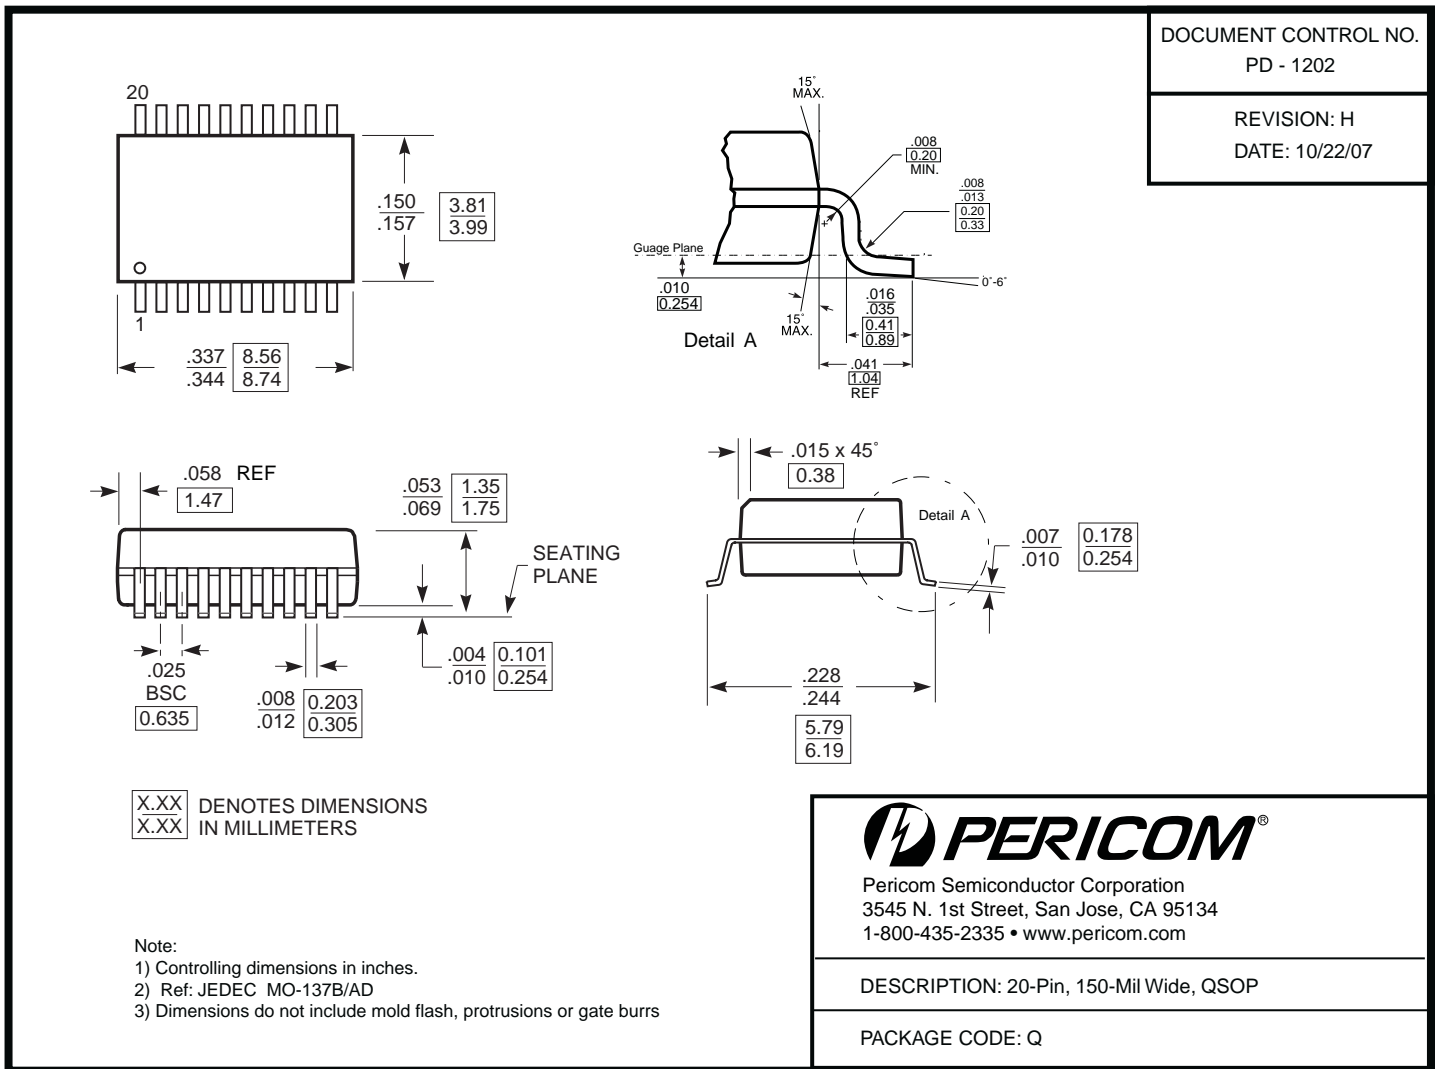 DOCUMENT CONTROL NO.
PD - 1202
REVISION: H
DATE: 10/22/07
20
1
.150
.157
3.81
3.99
.337
.344
8.56
8.74
15°
MAX.
.008
0.20
MIN.
.008
.013
0.20
0.33
Guage Plane
.010
0.254
0°-6°
15°
MAX.
.016
.035
0.41
0.89
.041
1.04
REF
Detail A
.058 REF
1.47
.053
.069
1.35
1.75
SEATING
PLANE
.004
.010
0.101
0.254
.025
BSC
0.635
.008
.012
0.203
0.305
.015 x 45°
0.38
Detail A
.007
.010
0.178
0.254
.228
.244
5.79
6.19
X.XX
X.XX
DENOTES DIMENSIONS
IN MILLIMETERS
Note:
1) Controlling dimensions in inches.
2) Ref: JEDEC MO-137B/AD
3) Dimensions do not include mold flash, protrusions or gate burrs
PERICOM®
Pericom Semiconductor Corporation
3545 N. 1st Street, San Jose, CA 95134
1-800-435-2335 • www.pericom.com
DESCRIPTION: 20-Pin, 150-Mil Wide, QSOP
PACKAGE CODE: Q